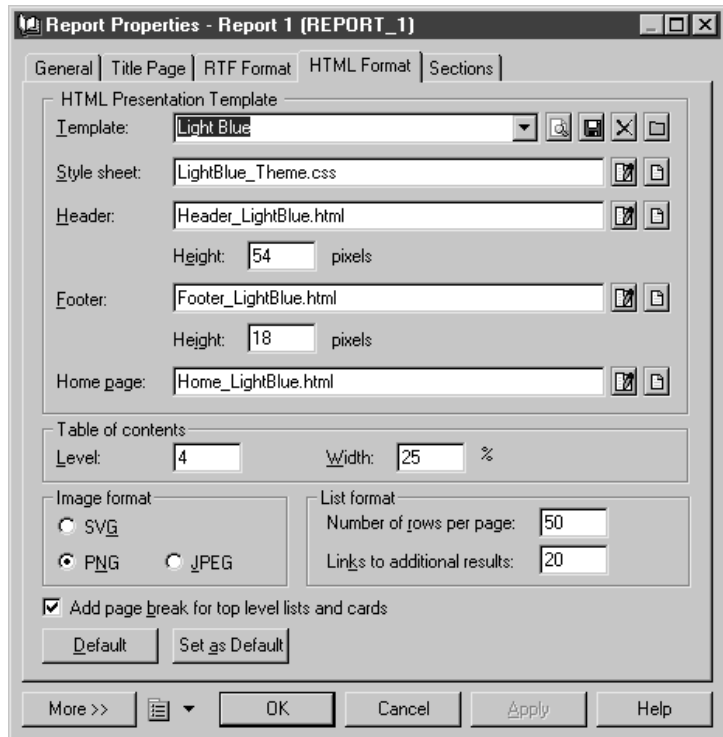 Report Properties - Report 1 (REPORT_1)
General Title Page RTF Format HTML Format Sections
HTML Presentation Template
Template: Light Blue
Style sheet: LightBlue_Theme.css
Header: Header_LightBlue.html
Height: 54 pixels
Footer: Footer_LightBlue.html
Height: 18 pixels
Home page: Home_LightBlue.html
Table of contents
Level: 4 Width: 25 %
Image format List format
SVG Number of rows per page: 50
PNG JPEG Links to additional results: 20
Add page break for top level lists and cards
Default Set as Default
More >> OK Cancel Apply Help